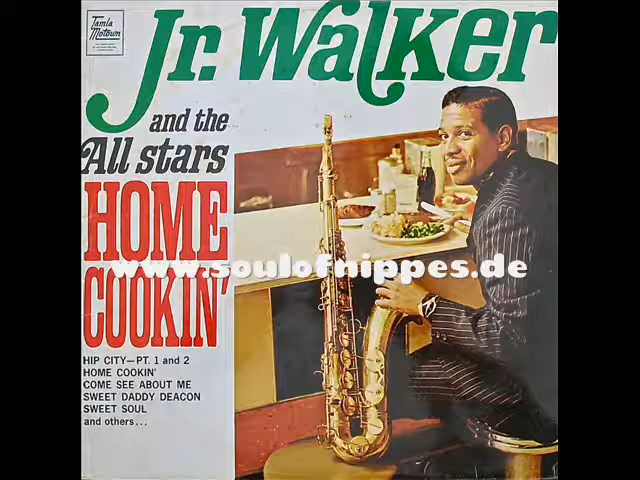 Tamla
Motown
Jr. Walker
and the
All stars
HOME
COOKIN'
www.soulofnippes.de
HIP CITY—PT. 1 and 2
HOME COOKIN'
COME SEE ABOUT ME
SWEET DADDY DEACON
SWEET SOUL
and others...